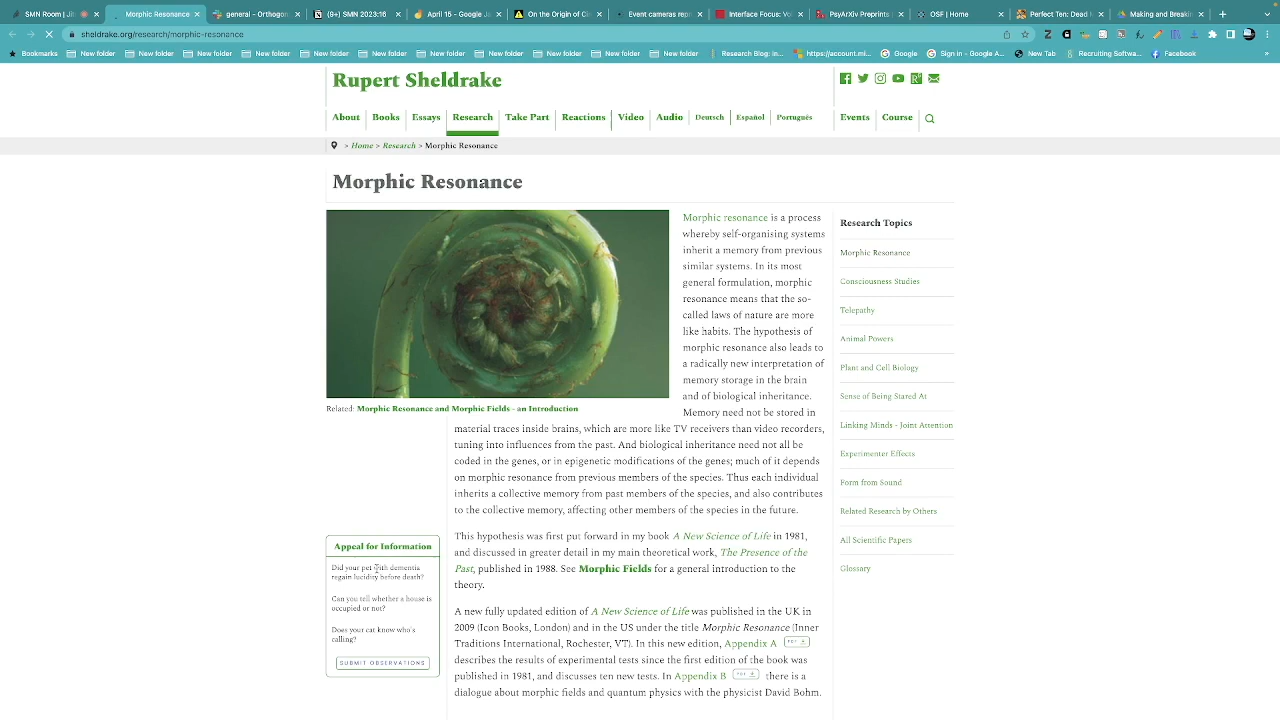 SMN Room | Jit
Morphic Resonance
general - Orthogon
(9) SMN 2023:16
April 15 - Google Ja
On the Origin of Ci
Event cameras repr
Interface Focus: Vo
PsyArXiv Preprints
OSF | Home
Perfect Ten: Dead
Making and Breakin
sheldrake.org/research/morphic-resonance
Bookmarks New folder New folder New folder New folder New folder New folder New folder New folder New folder New folder New folder Research Blog: in... https://account.mi... Google Sign in - Google A... New Tab Recruiting Softwa... Facebook
Rupert Sheldrake
About Books Essays Research Take Part Reactions Video Audio Deutsch Español Português Events Course
> Home > Research > Morphic Resonance
Morphic Resonance
Morphic resonance is a process
whereby self-organising systems
inherit a memory from previous
similar systems. In its most
general formulation, morphic
resonance means that the so-
called laws of nature are more
like habits. The hypothesis of
morphic resonance also leads to
a radically new interpretation of
memory storage in the brain
and of biological inheritance.
Memory need not be stored in
material traces inside brains, which are more like TV receivers than video recorders,
tuning into influences from the past. And biological inheritance need not all be
coded in the genes, or in epigenetic modifications of the genes; much of it depends
on morphic resonance from previous members of the species. Thus each individual
inherits a collective memory from past members of the species, and also contributes
to the collective memory, affecting other members of the species in the future.
Related: Morphic Resonance and Morphic Fields - an Introduction
This hypothesis was first put forward in my book A New Science of Life in 1981,
and discussed in greater detail in my main theoretical work, The Presence of the
Past, published in 1988. See Morphic Fields for a general introduction to the
theory.
A new fully updated edition of A New Science of Life was published in the UK in
2009 (Icon Books, London) and in the US under the title Morphic Resonance (Inner
Traditions International, Rochester, VT). In this new edition, Appendix A PDF
describes the results of experimental tests since the first edition of the book was
published in 1981, and discusses ten new tests. In Appendix B PDF there is a
dialogue about morphic fields and quantum physics with the physicist David Bohm.
Appeal for Information
Did your pet with dementia
regain lucidity before death?
Can you tell whether a house is
occupied or not?
Does your cat know who's
calling?
SUBMIT OBSERVATIONS
Research Topics
Morphic Resonance
Consciousness Studies
Telepathy
Animal Powers
Plant and Cell Biology
Sense of Being Stared At
Linking Minds - Joint Attention
Experimenter Effects
Form from Sound
Related Research by Others
All Scientific Papers
Glossary